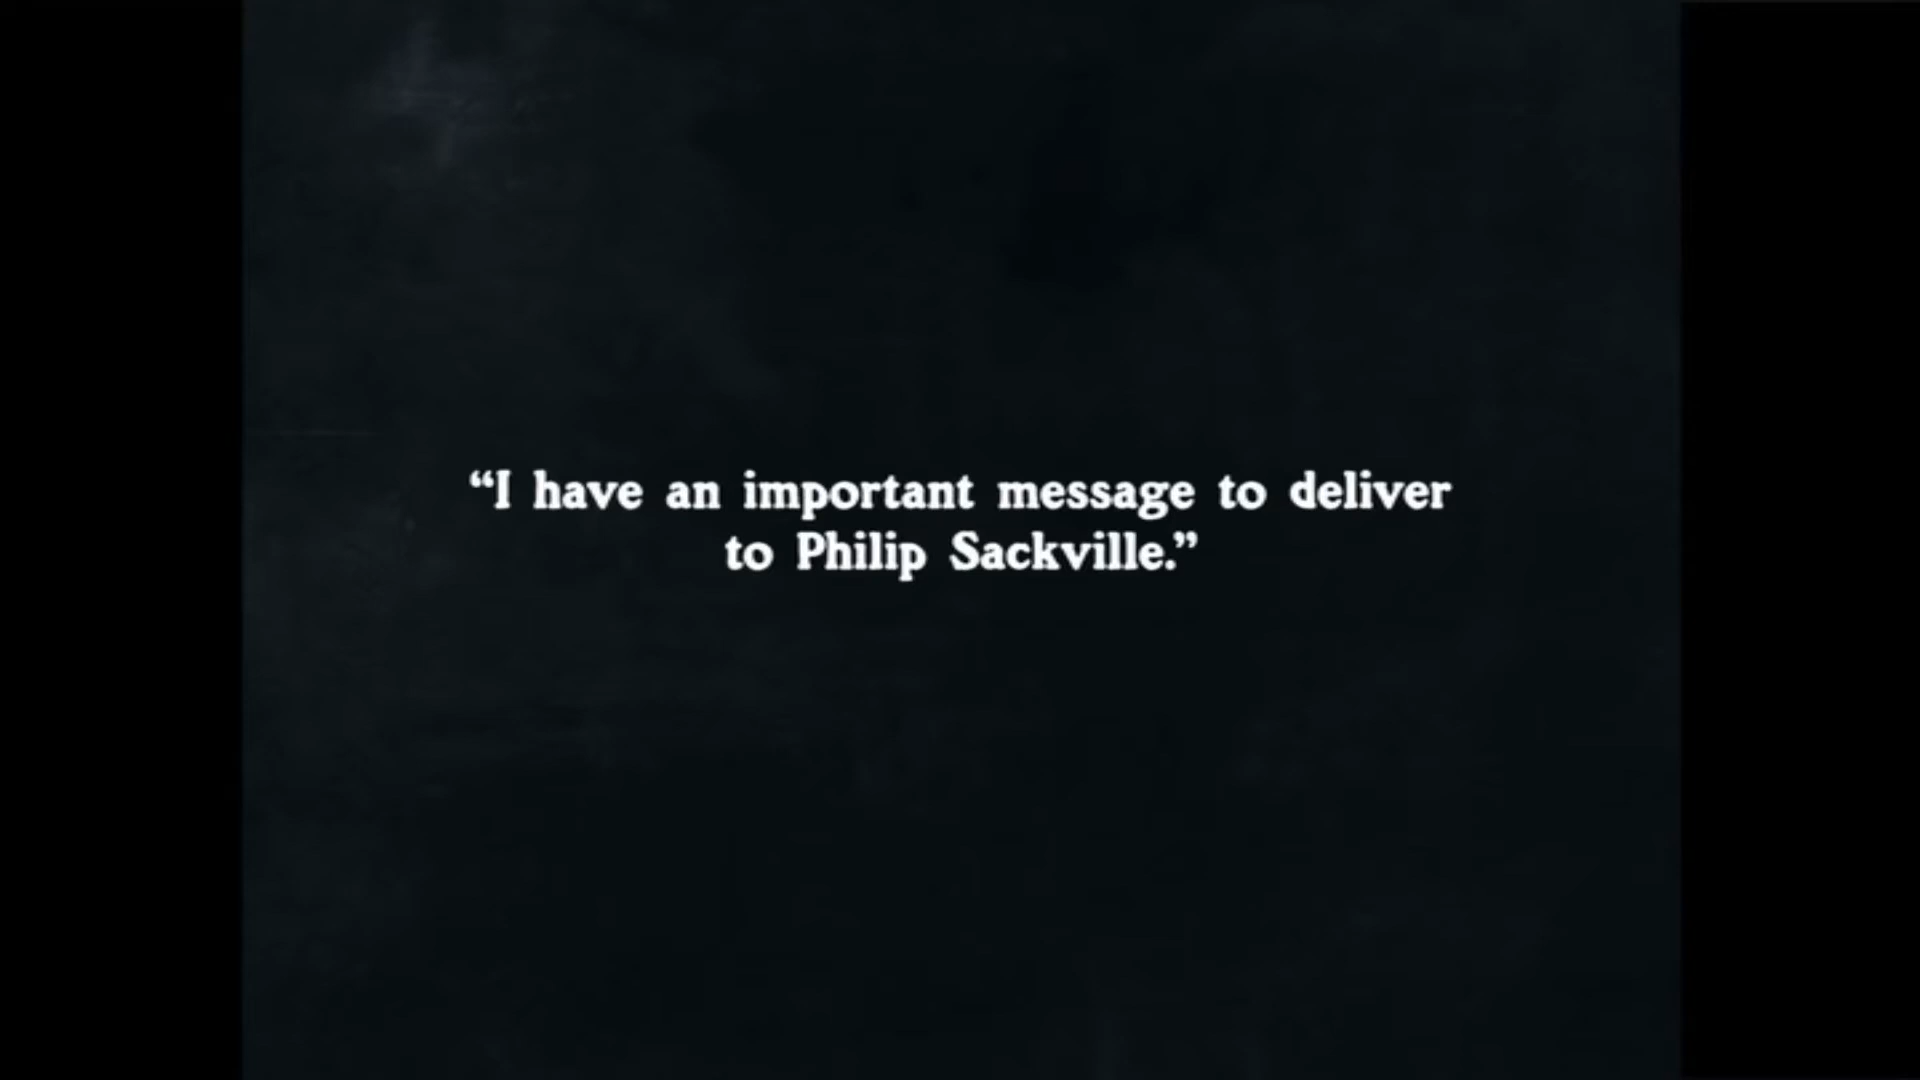 “I have an important message to deliver
to Philip Sackville.”